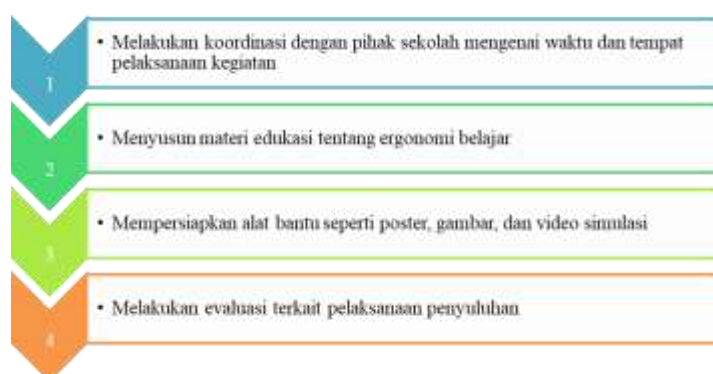 • Melakukan koordinasi dengan pihak sekolah mengenai waktu dan tempat
pelaksanaan kegiatan
1
• Menyusun materi edukasi tentang ergonomi belajar
2
• Mempersiapkan alat bantu seperti poster, gambar, dan video simulasi
3
• Melakukan evaluasi terkait pelaksanaan penyuluhan
4